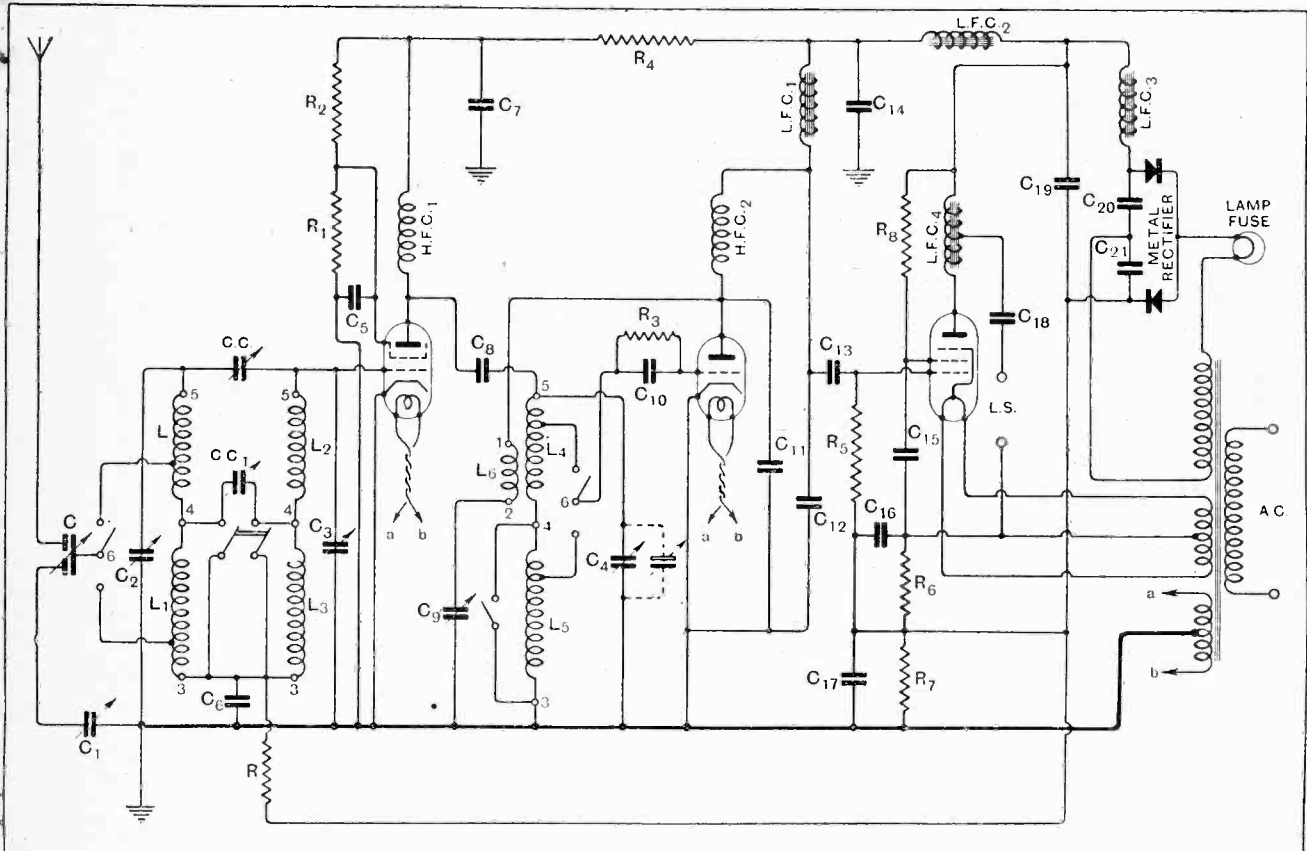 L.F.C.2
R4
R2
C7
L.F.C.1
C14
L.F.C.3
R1
H.F.C.1
H.F.C.2
R8
L.F.C.4
C19
C20
C21
METAL
RECTIFIER
LAMP
FUSE
C5
C18
C.C.
C8
R3
C10
C13
5
5
5
L
L2
CC1
1
L6
2
L4
6
C11
R5
C15
L.S.
4
4
4
C
6
C2
C3
a
b
C9
C4
a
b
C12
C16
A.C.
L1
L3
L5
R6
a
3
3
3
C6
C17
R7
b
C1
R